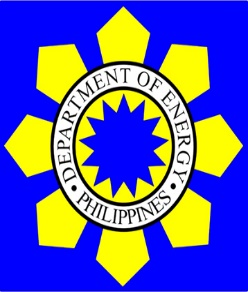 DEPARTMENT OF ENERGY
PHILIPPINES